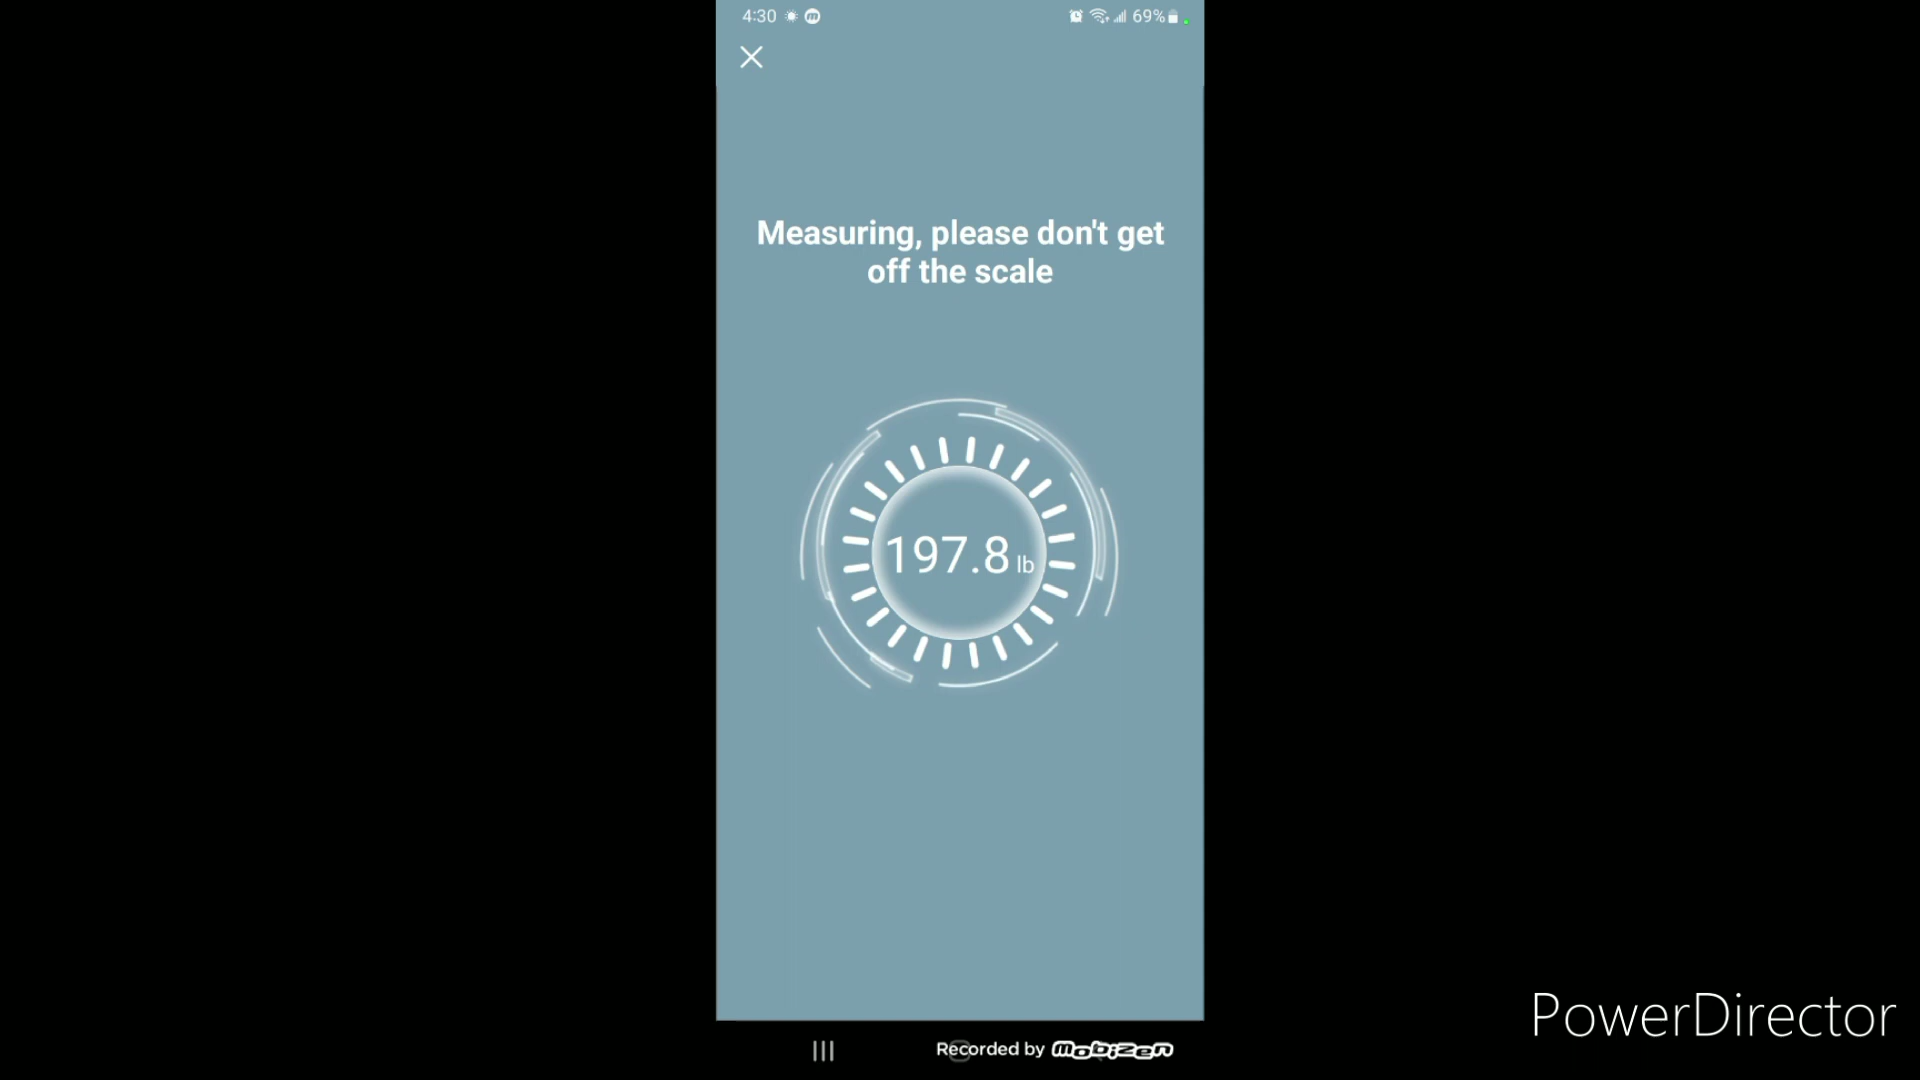 4:30
69%
Measuring, please don't get
off the scale
197.8 lb
Recorded by Mobizen
PowerDirector